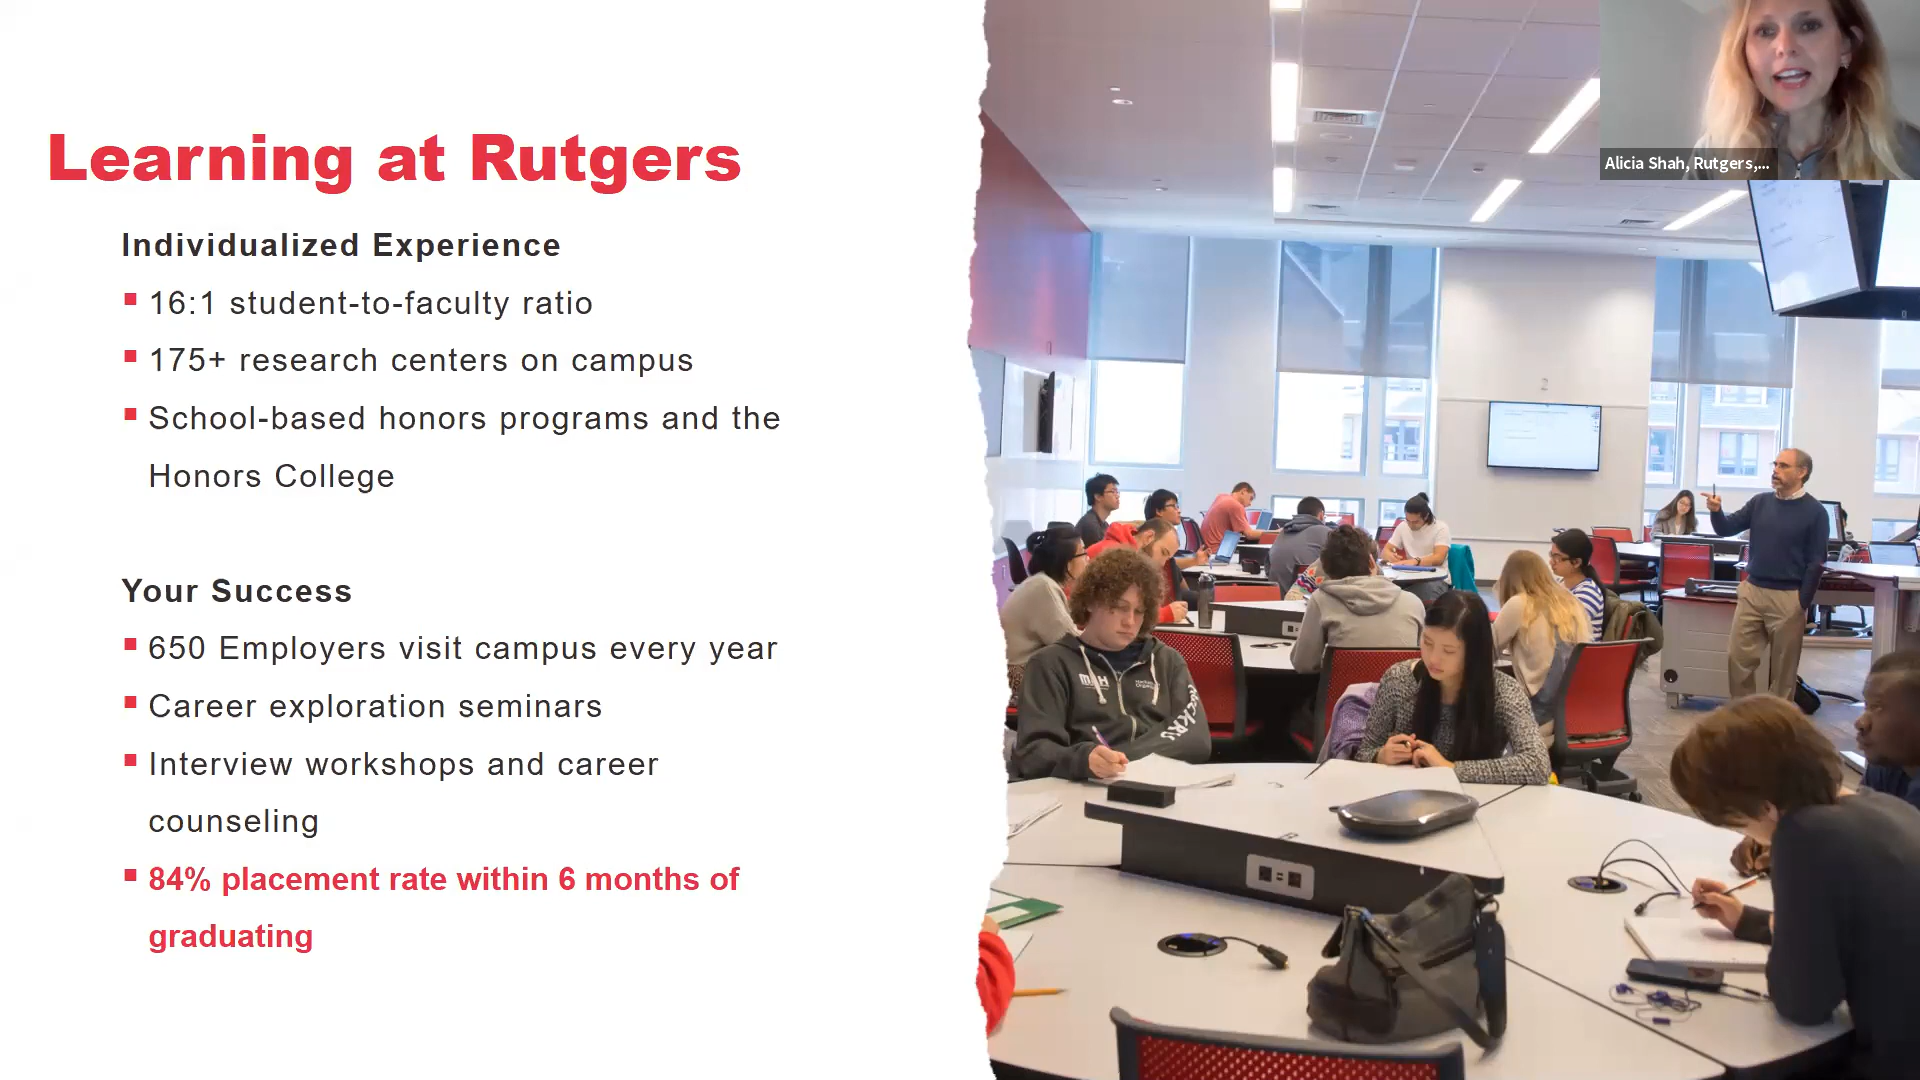 Learning at Rutgers
Individualized Experience
16:1 student-to-faculty ratio
175+ research centers on campus
School-based honors programs and the
Honors College
Your Success
650 Employers visit campus every year
Career exploration seminars
Interview workshops and career
counseling
84% placement rate within 6 months of
graduating
Alicia Shah, Rutgers,...